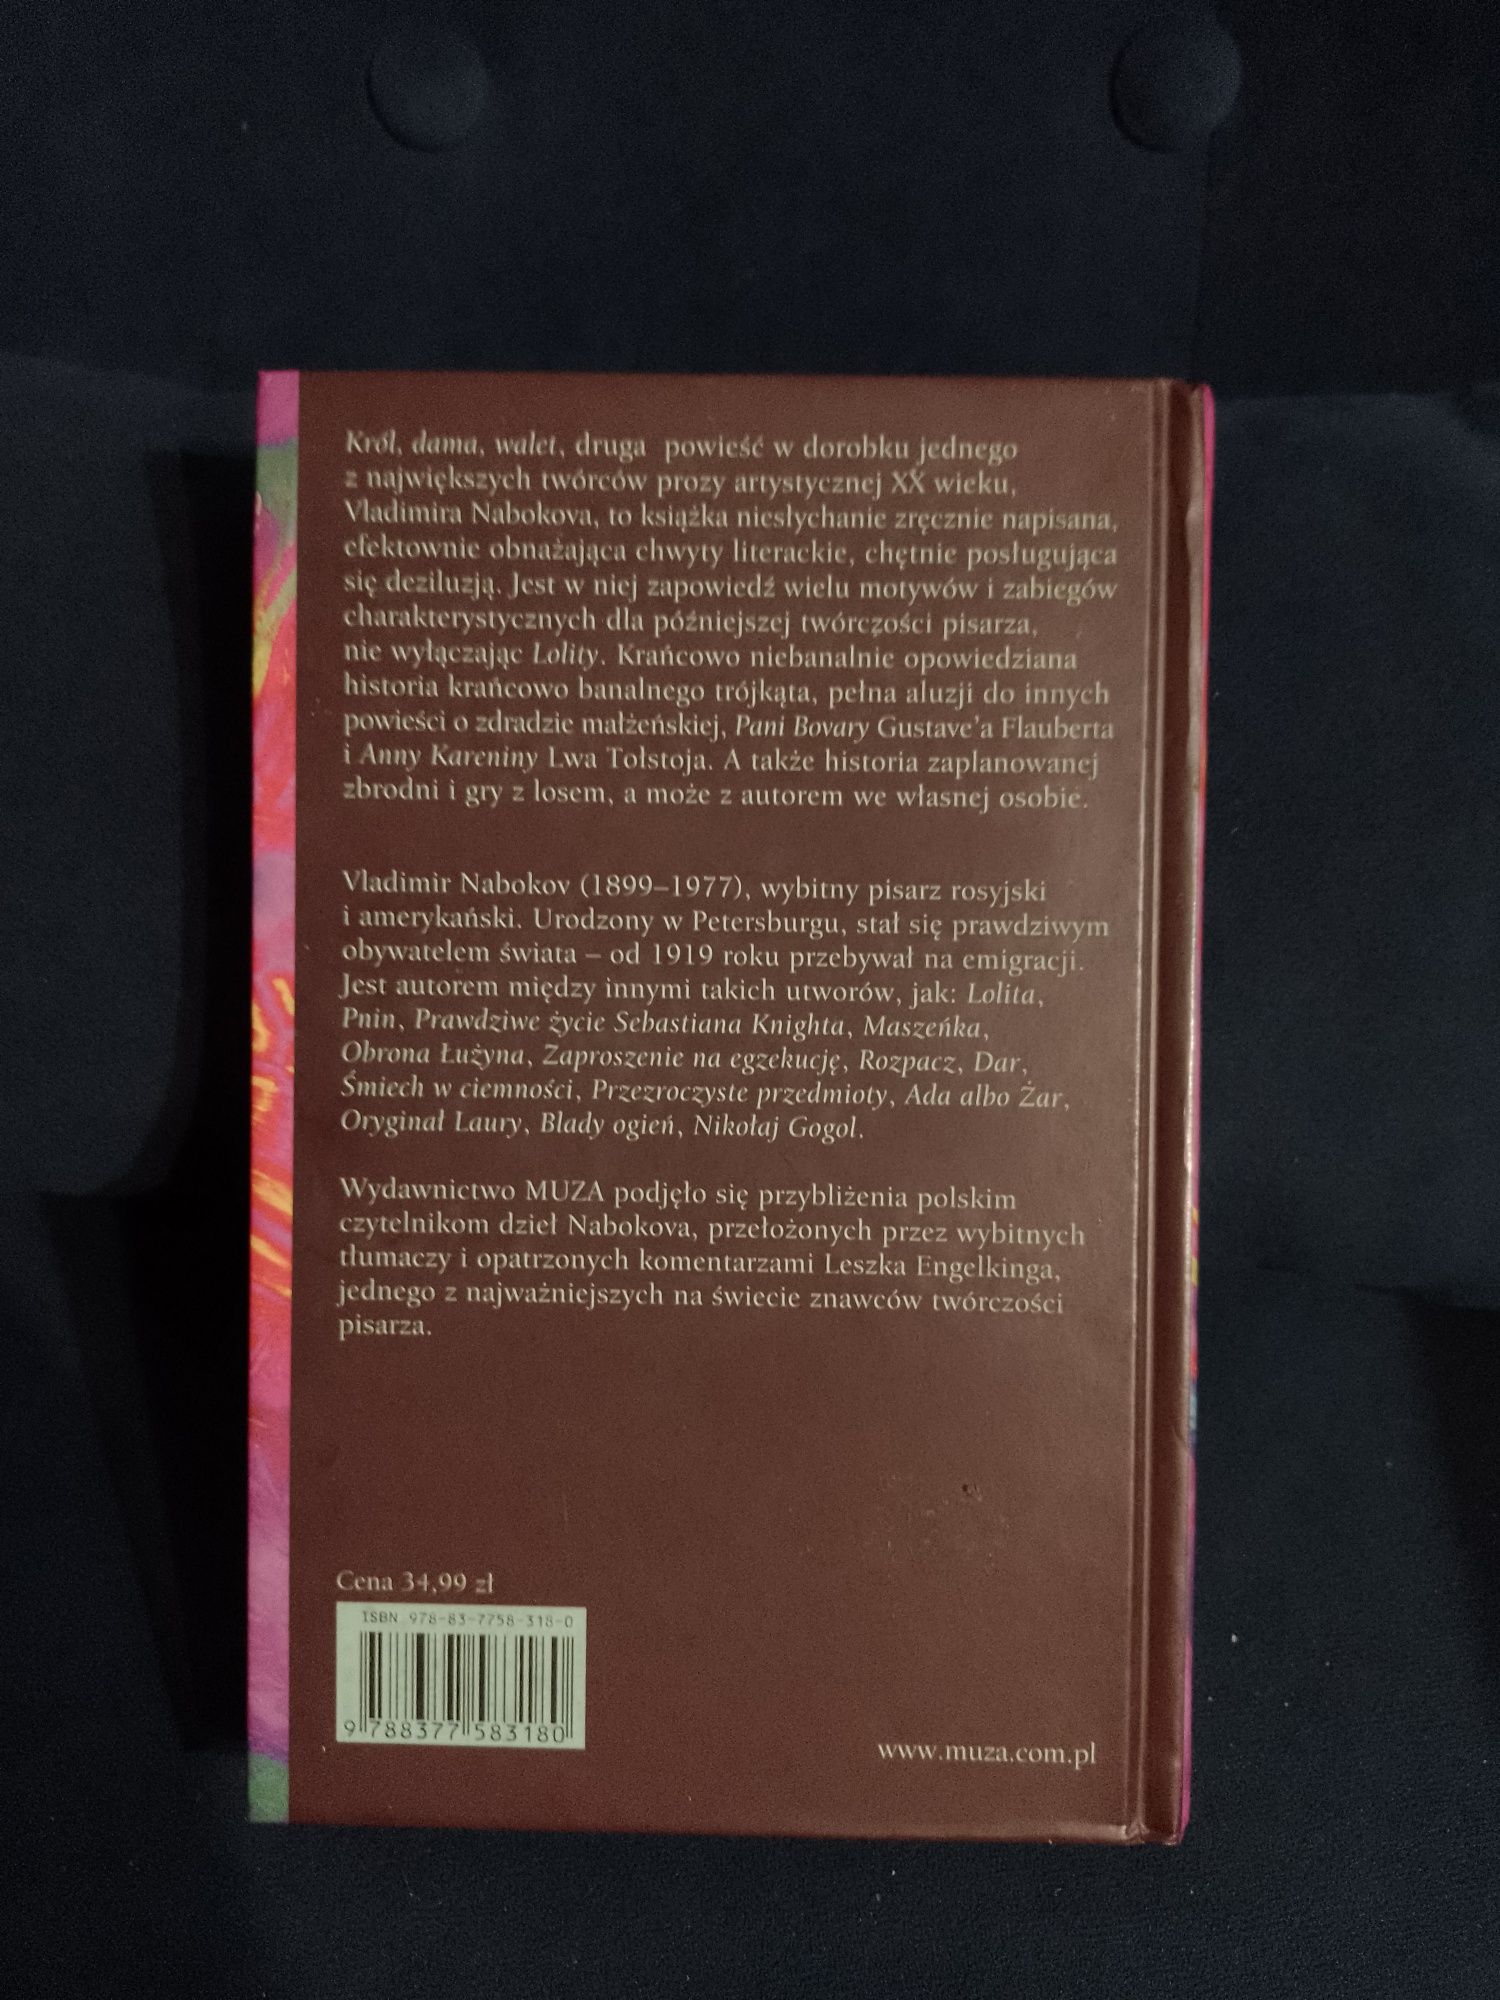 Król, dama, walet, druga powieść w dorobku jednego
z największych twórców prozy artystycznej XX wieku,
Vladimira Nabokova, to książka niesłychanie zręcznie napisana,
efektownie obnażająca chwyty literackie, chętnie posługująca
się deziluzją. Jest w niej zapowiedź wielu motywów i zabiegów
charakterystycznych dla późniejszej twórczości pisarza,
nie wyłączając Lolity. Krańcowo niebanalnie opowiedziana
historia krańcowo banalnego trójkąta, pełna aluzji do innych
powieści o zdradzie małżeńskiej, Pani Bovary Gustave'a Flauberta
i Anny Kareniny Lwa Tołstoja. A także historia zaplanowanej
zbrodni i gry z losem, a może z autorem we własnej osobie.
Vladimir Nabokov (1899–1977), wybitny pisarz rosyjski
i amerykański. Urodzony w Petersburgu, stał się prawdziwym
obywatelem świata – od 1919 roku przebywał na emigracji.
Jest autorem między innymi takich utworów, jak: Lolita,
Pnin, Prawdziwe życie Sebastiana Knighta, Maszeńka,
Obrona Łużyna, Zaproszenie na egzekucję, Rozpacz, Dar,
Śmiech w ciemności, Przezroczyste przedmioty, Ada albo Żar,
Oryginał Laury, Blady ogień, Nikołaj Gogol.
Wydawnictwo MUZA podjęło się przybliżenia polskim
czytelnikom dzieł Nabokova, przełożonych przez wybitnych
tłumaczy i opatrzonych komentarzami Leszka Engelkinga,
jednego z najważniejszych na świecie znawców twórczości
pisarza.
Cena 34,99 zł
ISBN 978-83-7758-318-0
9 788377 583180
www.muza.com.pl